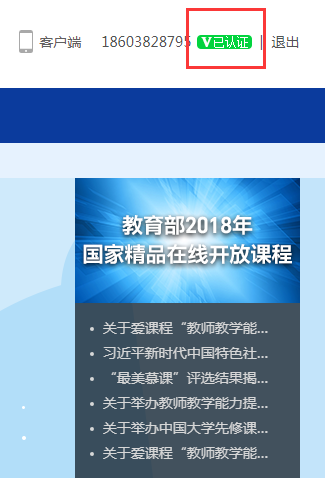 客户端 18603828795 V已认证 | 退出
教育部2018年
国家精品在线开放课程
• 关于爱课程“教师教学能...
• 习近平新时代中国特色社...
• “最美慕课”评选结果揭...
• 关于举办教师教学能力提...
• 关于举办中国大学先修课...
• 关于爱课程“教师教学能...